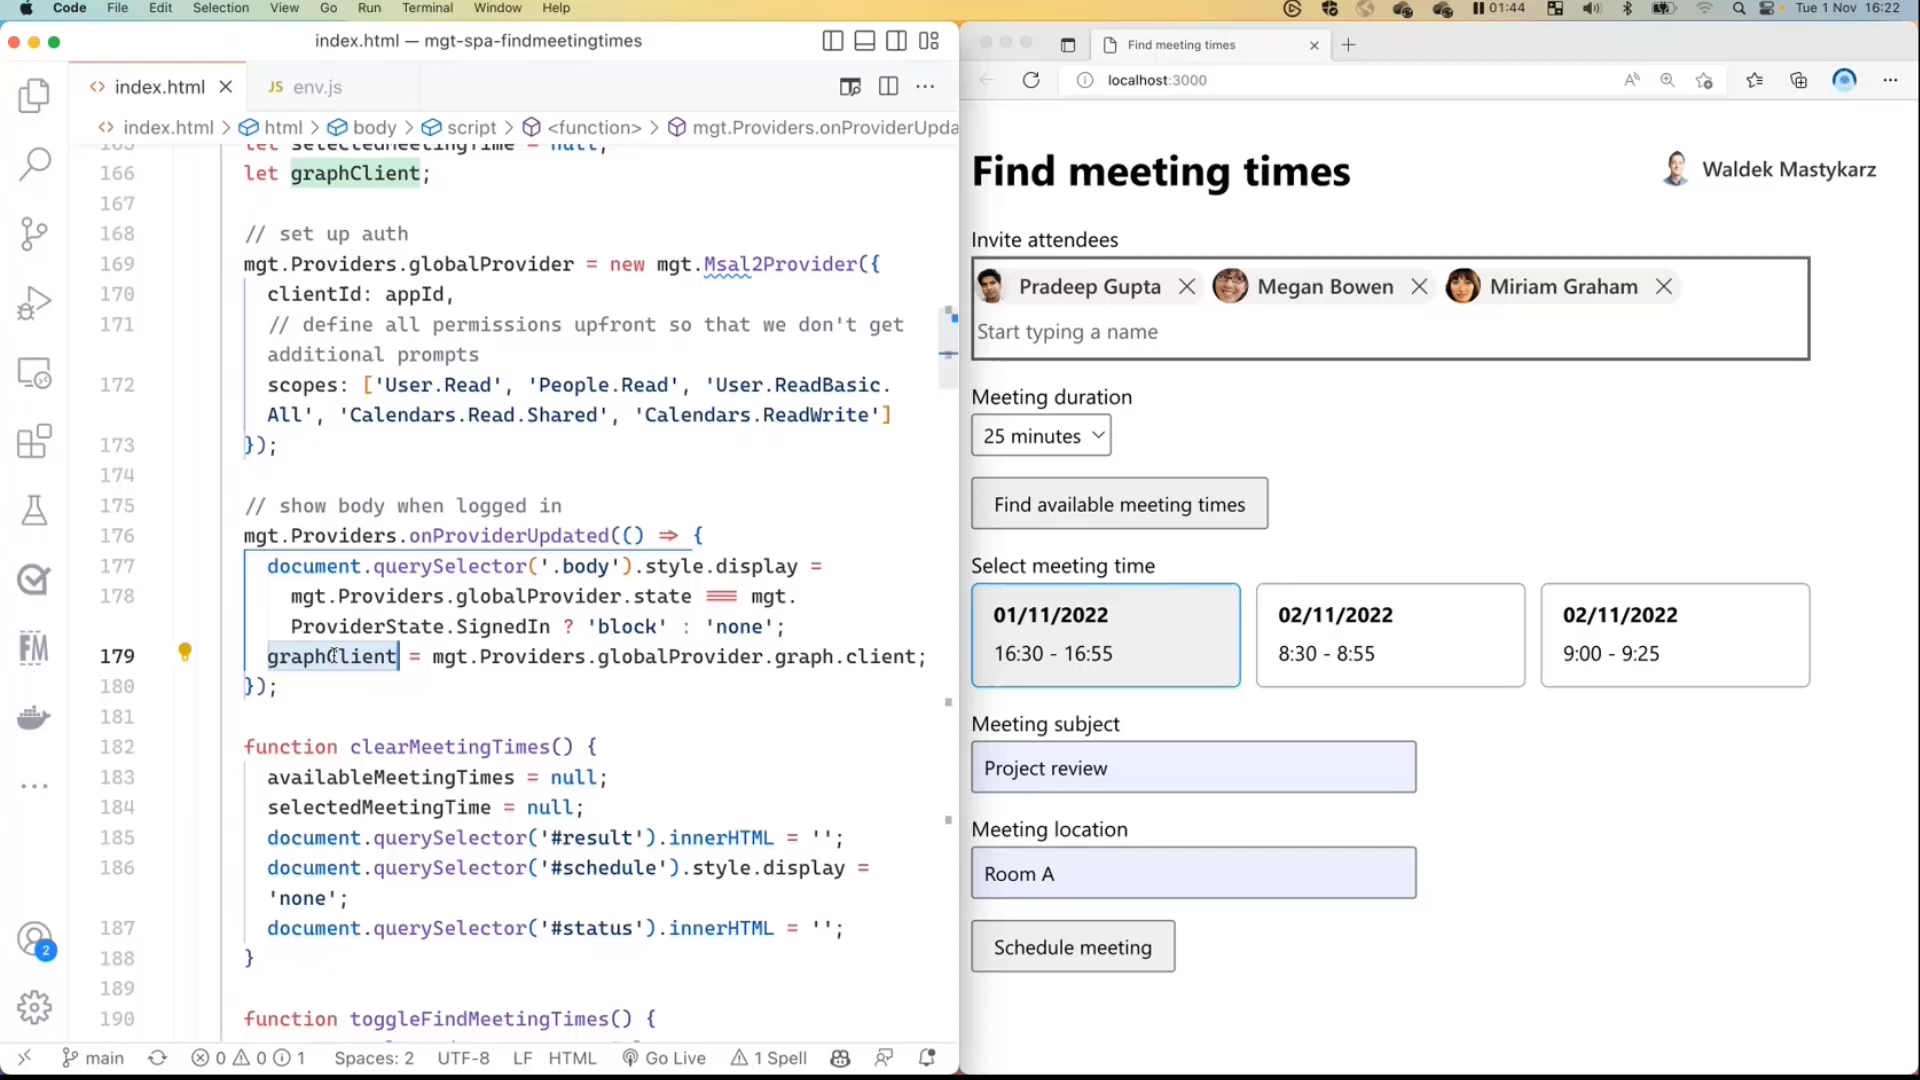 Code File Edit Selection View Go Run Terminal Window Help 01:44 Tue 1 Nov 16:22
index.html — mgt-spa-findmeetingtimes
index.html
JS env.js
index.html > html > body > script > <function> > mgt.Providers.onProviderUpda
165 let selectedMeetingTime = null;
166 let graphClient;
167
168 // set up auth
169 mgt.Providers.globalProvider = new mgt.Msal2Provider({
170 clientId: appId,
171 // define all permissions upfront so that we don't get
additional prompts
172 scopes: ['User.Read', 'People.Read', 'User.ReadBasic.
All', 'Calendars.Read.Shared', 'Calendars.ReadWrite']
173 });
174
175 // show body when logged in
176 mgt.Providers.onProviderUpdated(() => {
177 document.querySelector('.body').style.display =
178 mgt.Providers.globalProvider.state === mgt.
ProviderState.SignedIn ? 'block' : 'none';
179 graphClient = mgt.Providers.globalProvider.graph.client;
180 });
181
182 function clearMeetingTimes() {
183 availableMeetingTimes = null;
184 selectedMeetingTime = null;
185 document.querySelector('#result').innerHTML = '';
186 document.querySelector('#schedule').style.display =
'none';
187 document.querySelector('#status').innerHTML = '';
188 }
189
190 function toggleFindMeetingTimes() {
FM
2
main 0 0 1 Spaces: 2 UTF-8 LF HTML Go Live 1 Spell
Find meeting times
localhost:3000
Find meeting times
Waldek Mastykarz
Invite attendees
Pradeep Gupta Megan Bowen Miriam Graham
Start typing a name
Meeting duration
25 minutes
Find available meeting times
Select meeting time
01/11/2022
16:30 - 16:55
02/11/2022
8:30 - 8:55
02/11/2022
9:00 - 9:25
Meeting subject
Project review
Meeting location
Room A
Schedule meeting